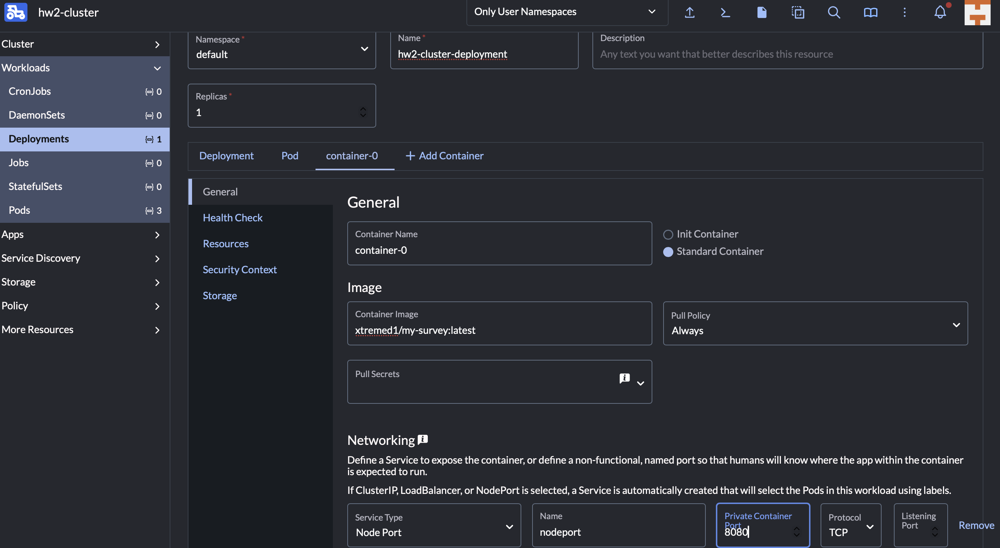 hw2-cluster
Only User Namespaces
Cluster
Workloads
CronJobs 0
DaemonSets 0
Deployments 1
Jobs 0
StatefulSets 0
Pods 3
Apps
Service Discovery
Storage
Policy
More Resources
Namespace *
default
Name *
hw2-cluster-deployment
Description
Any text you want that better describes this resource
Replicas *
1
Deployment
Pod
container-0
+ Add Container
General
Health Check
Resources
Security Context
Storage
General
Container Name
container-0
Init Container
Standard Container
Image
Container Image
xtremed1/my-survey:latest
Pull Policy
Always
Pull Secrets
Networking
Define a Service to expose the container, or define a non-functional, named port so that humans will know where the app within the container
is expected to run.
If ClusterIP, LoadBalancer, or NodePort is selected, a Service is automatically created that will select the Pods in this workload using labels.
Service Type
Node Port
Name
nodeport
Private Container
Port
8080
Protocol
TCP
Listening
Port
Remove